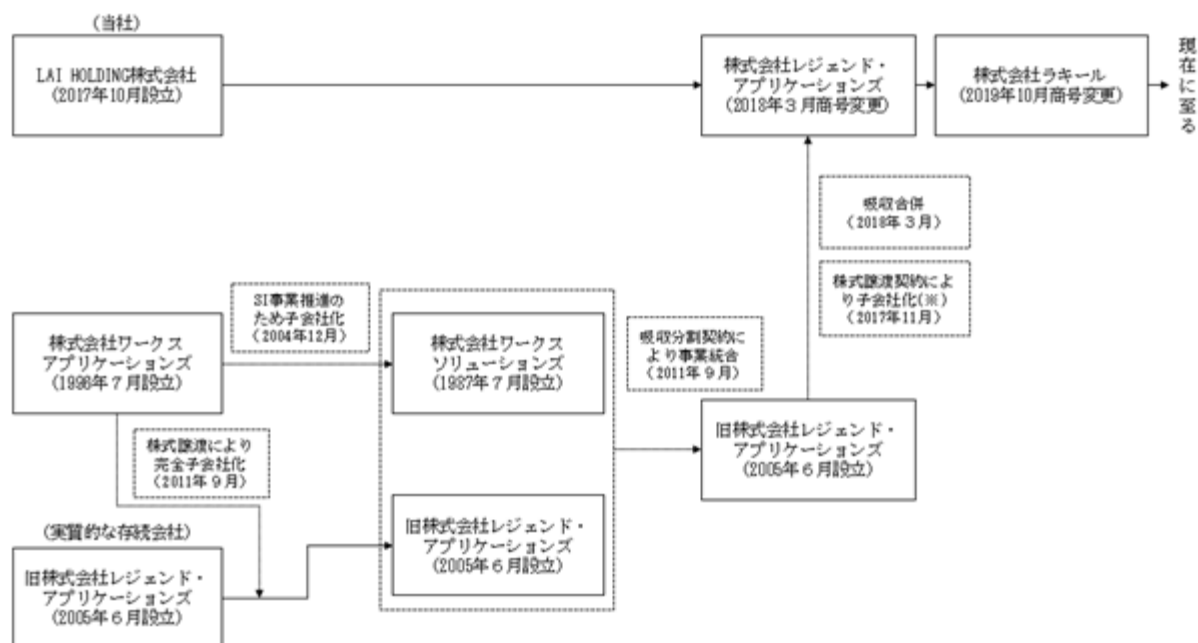 (当社)
LAI HOLDING株式会社
(2017年10月設立)
株式会社レジェンド・
アプリケーションズ
(2018年３月商号変更)
株式会社ラキール
(2019年10月商号変更)
現在に至る
吸収合併
(2018年３月)
株式譲渡契約によ
り子会社化(※)
(2017年11月)
SI事業推進の
ため子会社化
(2004年12月)
株式会社ワークス
アプリケーションズ
(1996年７月設立)
株式会社ワークス
ソリューションズ
(1987年７月設立)
吸収分割契約に
より事業統合
(2011年９月)
旧株式会社レジェンド・
アプリケーションズ
(2005年６月設立)
株式譲渡により
完全子会社化
(2011年９月)
(実質的な存続会社)
旧株式会社レジェンド・
アプリケーションズ
(2005年６月設立)
旧株式会社レジェンド・
アプリケーションズ
(2005年６月設立)